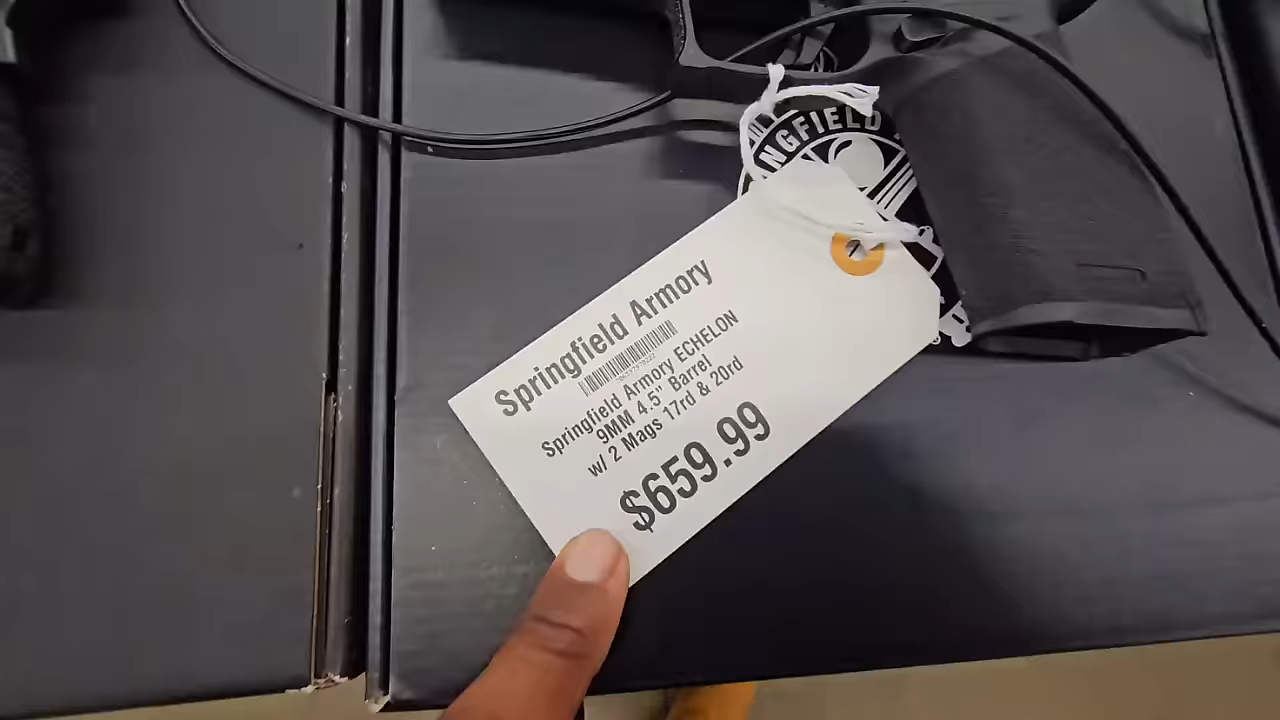 NGFIELD
Springfield Armory
Springfield Armory ECHELON
9MM 4.5" Barrel
w/ 2 Mags 17rd & 20rd
$659.99